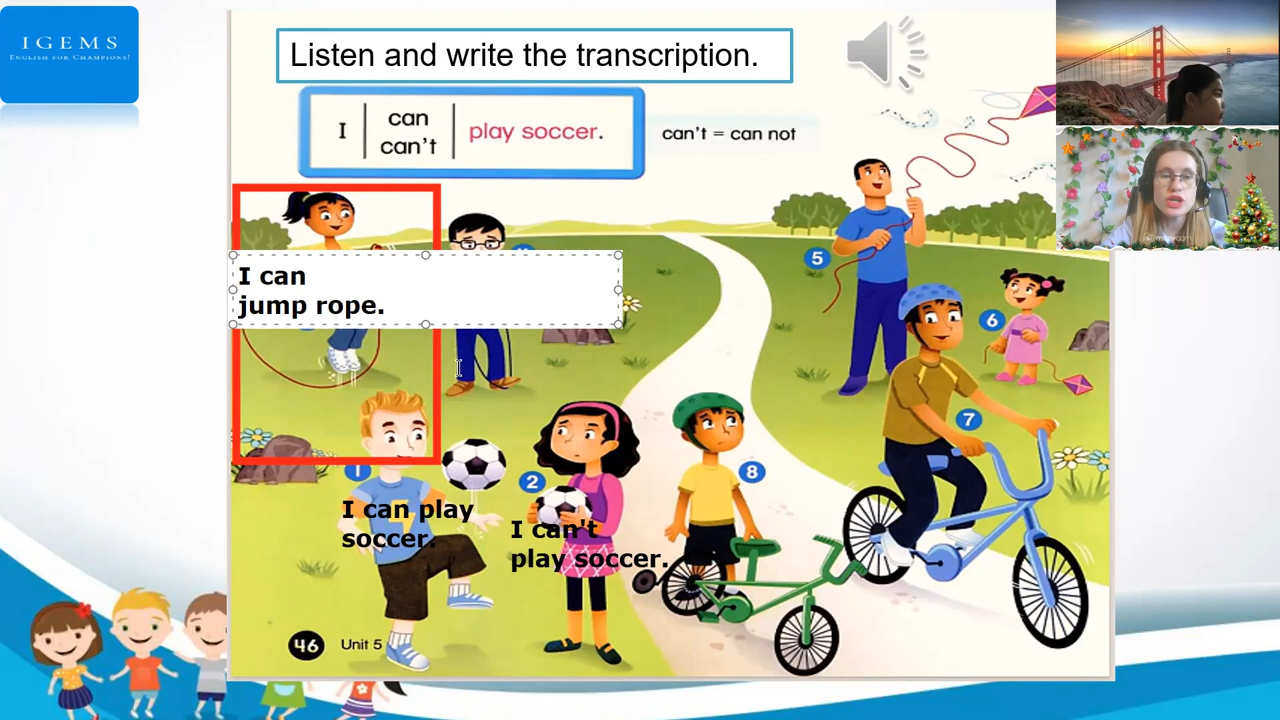 IGEMS
ENGLISH FOR CHAMPIONS!
Listen and write the transcription.
I
can
can't
play soccer.
can't = can not
I can
jump rope.
5
6
7
1
2
8
I can play
soccer.
I can't
play soccer.
46
Unit 5